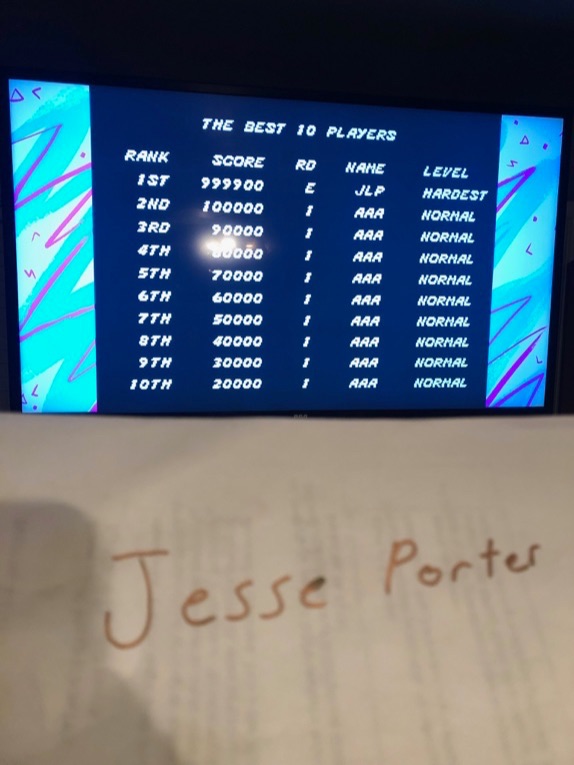 THE BEST 10 PLAYERS
RANK SCORE RD NAME LEVEL
1ST 999900 E JLP HARDEST
2ND 100000 1 AAA NORMAL
3RD 90000 1 AAA NORMAL
4TH 80000 1 AAA NORMAL
5TH 70000 1 AAA NORMAL
6TH 60000 1 AAA NORMAL
7TH 50000 1 AAA NORMAL
8TH 40000 1 AAA NORMAL
9TH 30000 1 AAA NORMAL
10TH 20000 1 AAA NORMAL
Jesse Porter